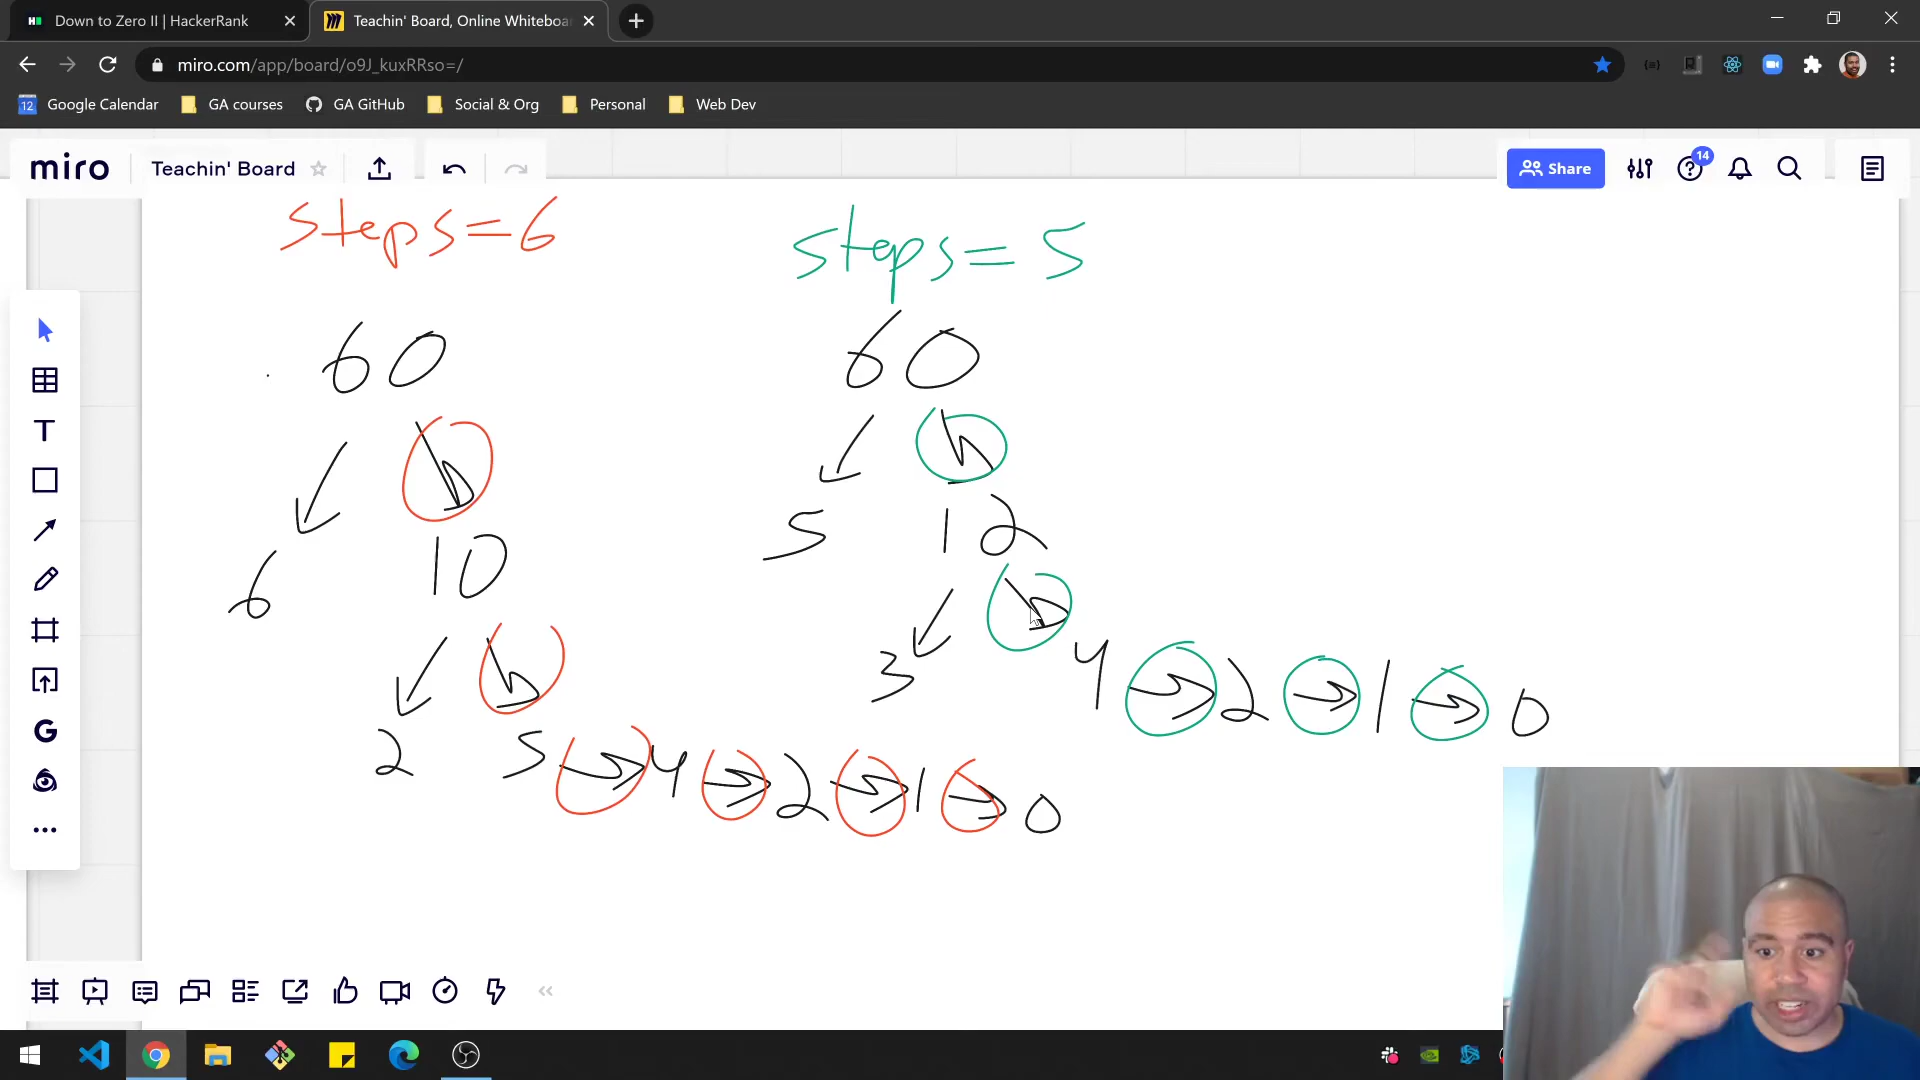 Down to Zero II | HackerRank
Teachin' Board, Online Whiteboa
miro.com/app/board/o9J_kuxRRso=/
12 Google Calendar GA courses GA GitHub Social & Org Personal Web Dev
miro Teachin' Board Share 14
steps=6
steps=5
60
60
6 10
5 12
2 5 4 2 1 0
3 4 2 1 0